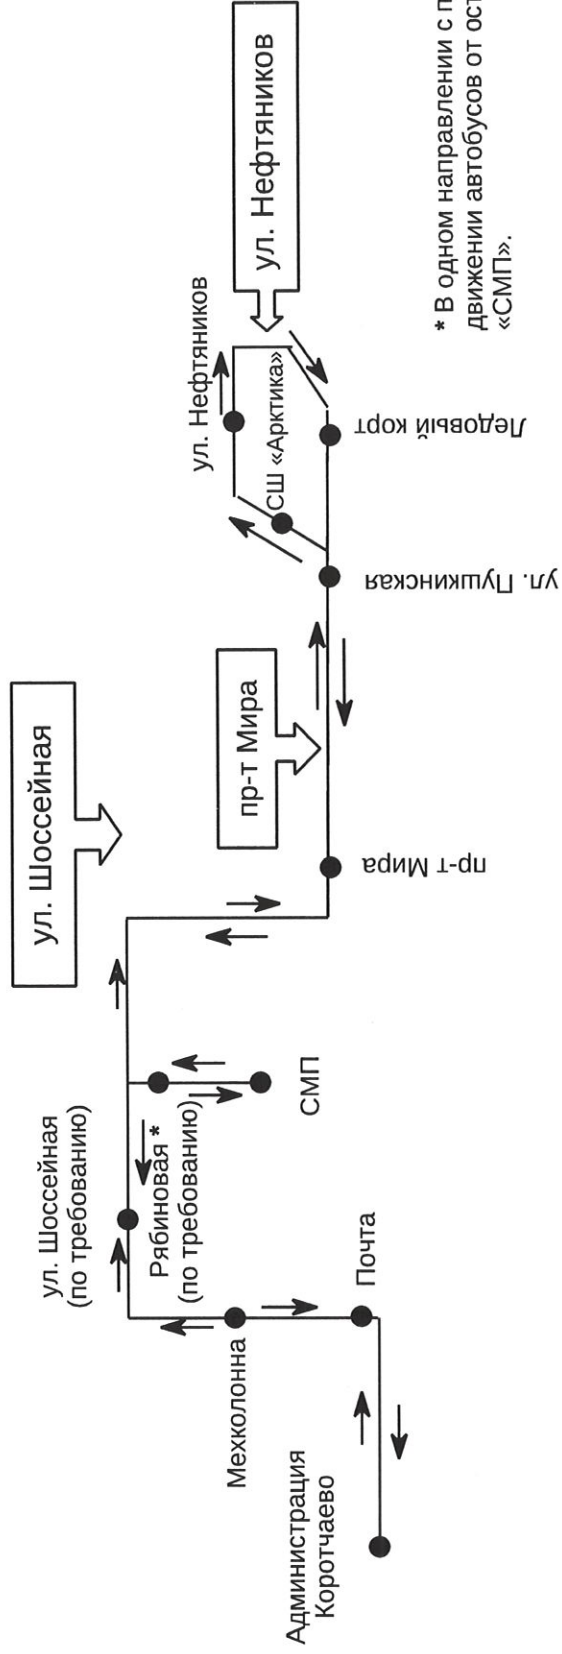 ул. Шоссейная
ул. Нефтяников
пр-т Мира
ул. Нефтяников
СШ «Арктика»
Ледовый корт
ул. Пушкинская
пр-т Мира
ул. Шоссейная
(по требованию)
Рябиновая *
(по требованию)
СМП
Мехколонна
Почта
Администрация
Коротчаево
* В одном направлении с
движении автобусов от
«СМП».